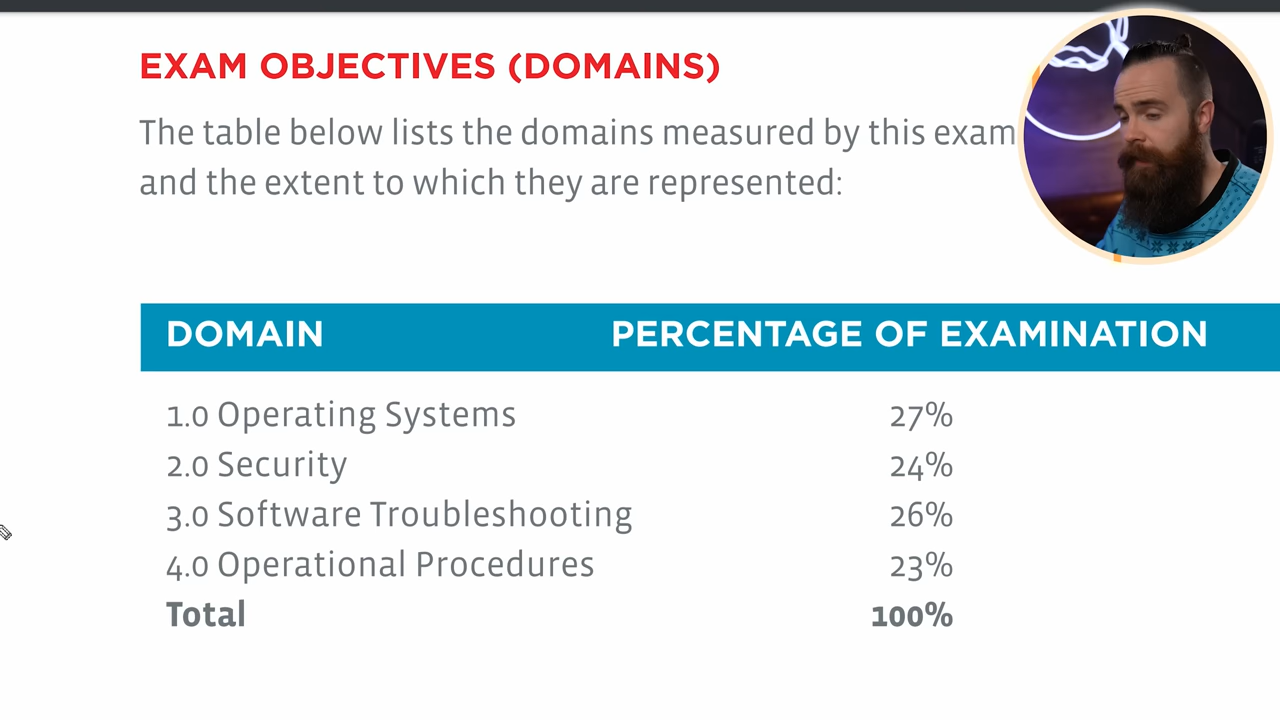 EXAM OBJECTIVES (DOMAINS)
The table below lists the domains measured by this exam
and the extent to which they are represented:
DOMAIN PERCENTAGE OF EXAMINATION
1.0 Operating Systems 27%
2.0 Security 24%
3.0 Software Troubleshooting 26%
4.0 Operational Procedures 23%
Total 100%